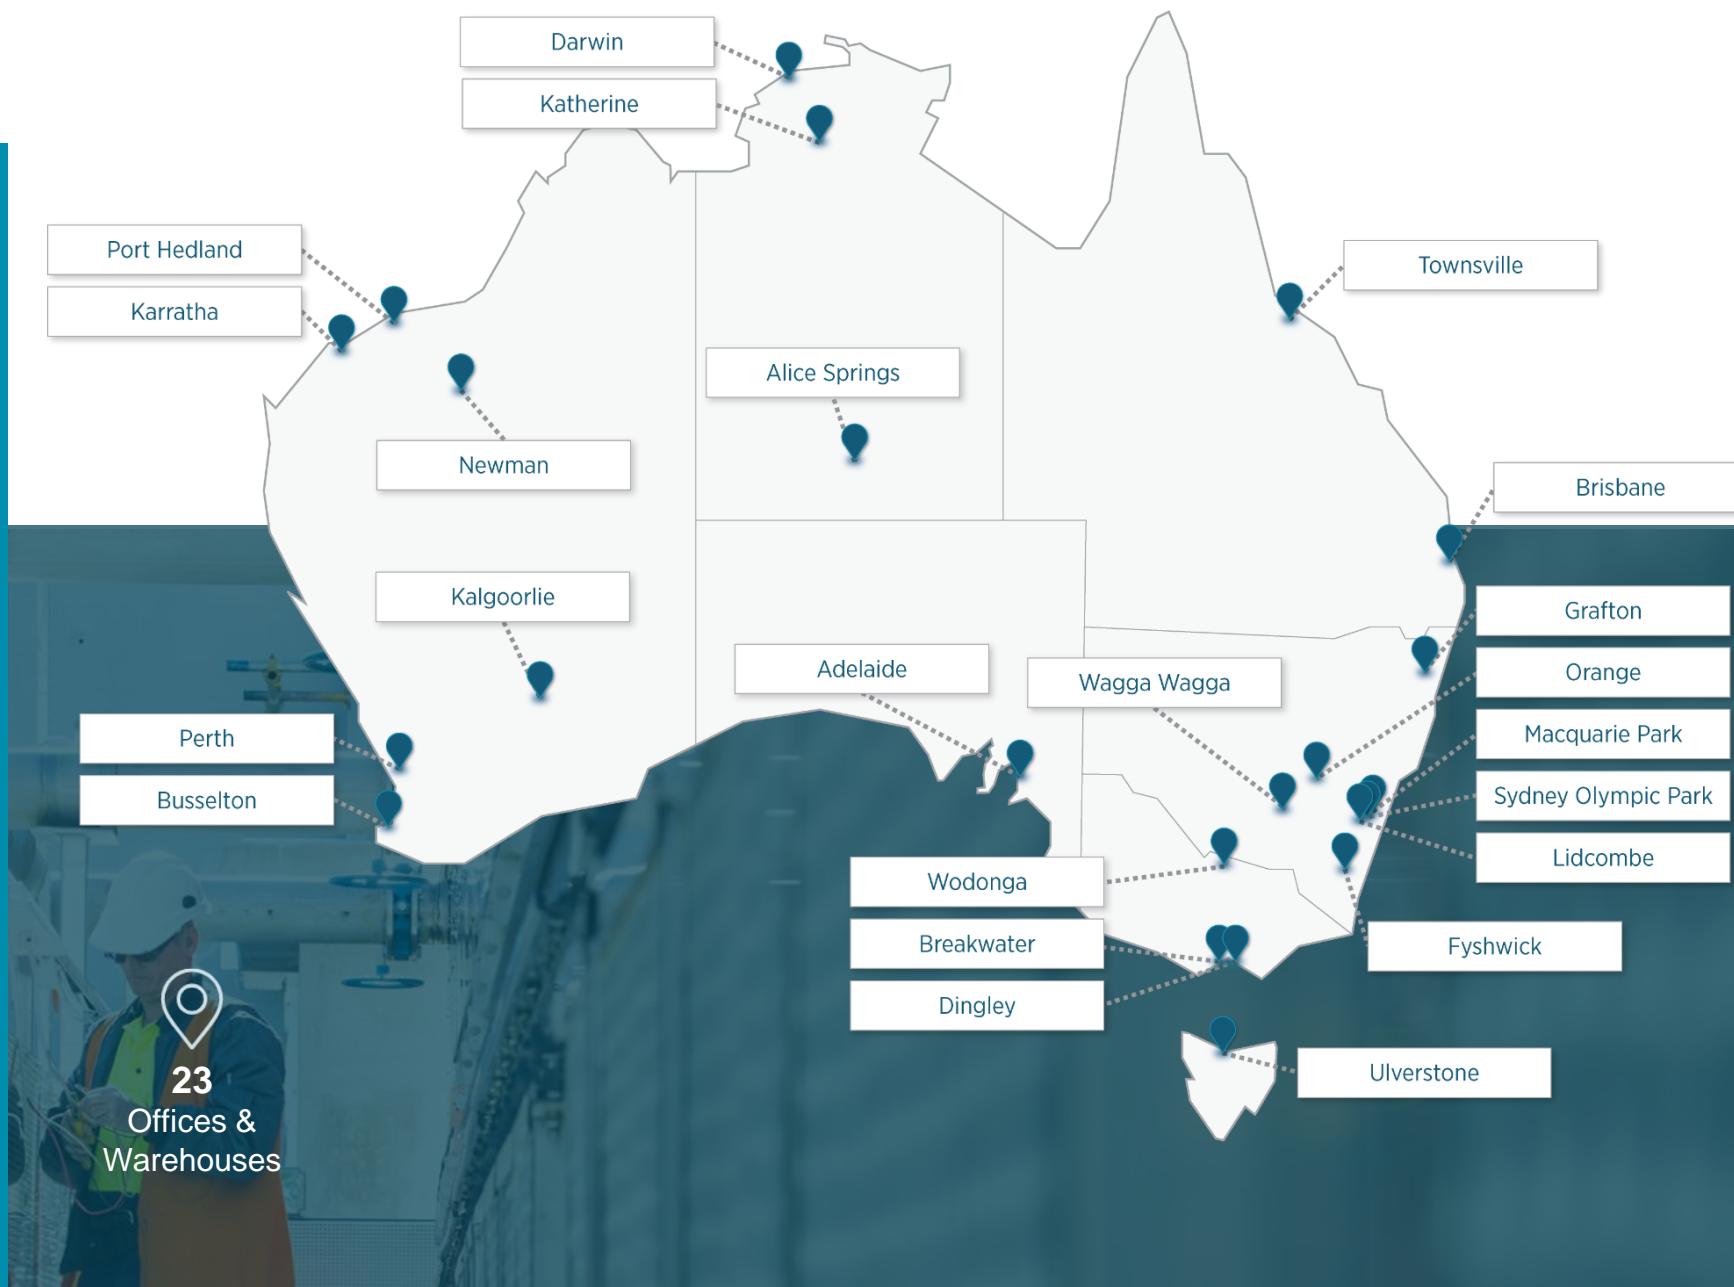 Darwin
Katherine
Port Hedland
Karratha
Townsville
Alice Springs
Newman
Brisbane
Kalgoorlie
Grafton
Adelaide
Wagga Wagga
Orange
Perth
Macquarie Park
Busselton
Sydney Olympic Park
Lidcombe
Wodonga
Breakwater
Fyshwick
Dingley
Ulverstone
23
Offices &
Warehouses